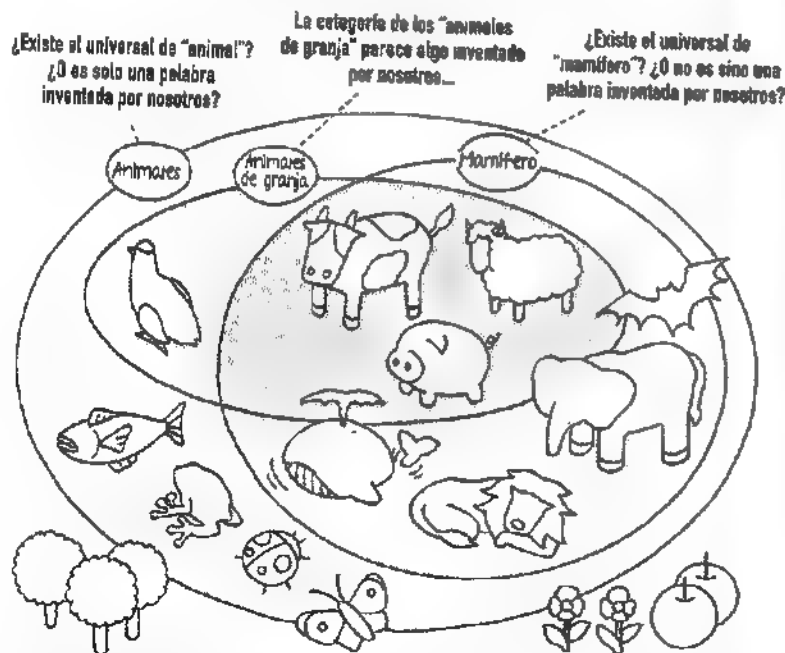 ¿Existe el universal de "animal"?
¿O es solo una palabra
inventada por nosotros?
La categoría de los "animales
de granja" parece algo inventado
por nosotros...
¿Existe el universal de
"mamífero"? ¿O no es sino una
palabra inventada por nosotros?
Animales
Animales
de granja
Mamífero